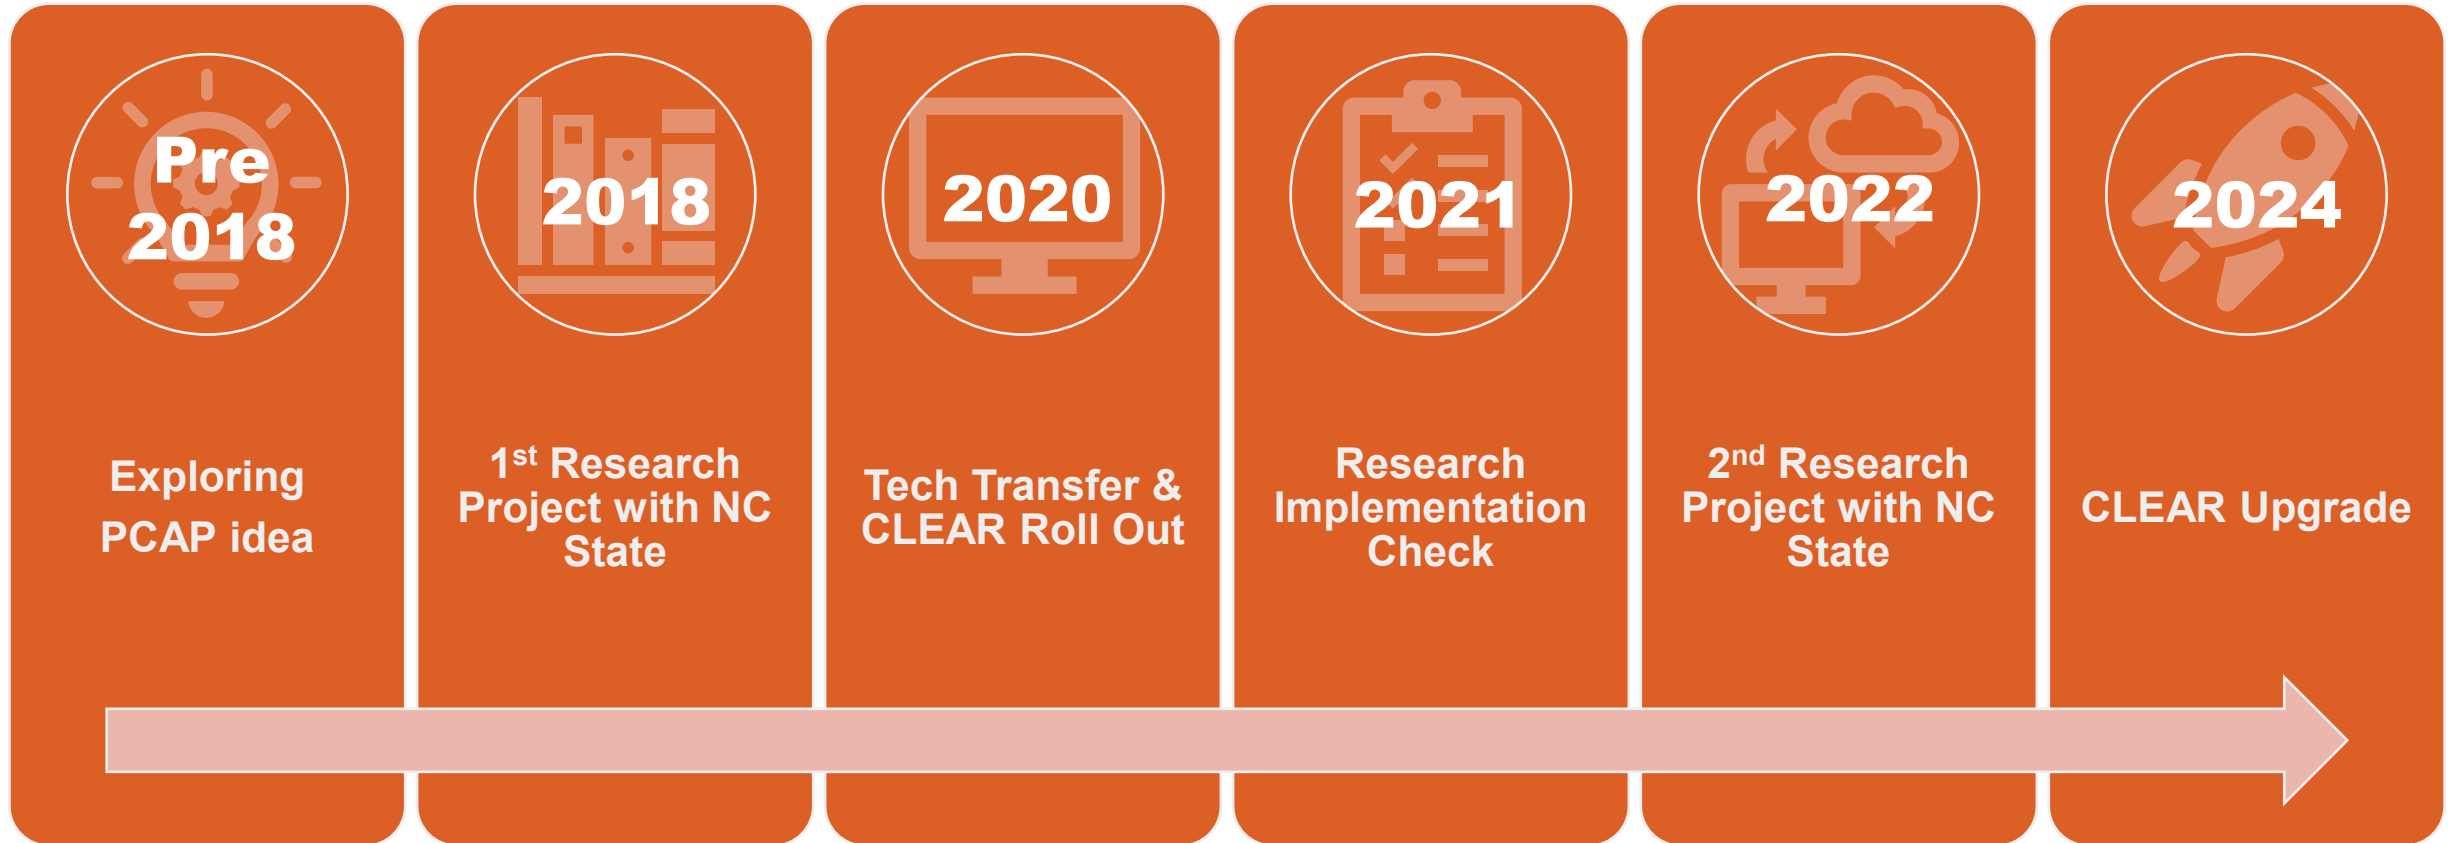 Pre
2018
Exploring
PCAP idea
2018
1st Research
Project with NC
State
2020
Tech Transfer &
CLEAR Roll Out
2021
Research
Implementation
Check
2022
2nd Research
Project with NC
State
2024
CLEAR Upgrade